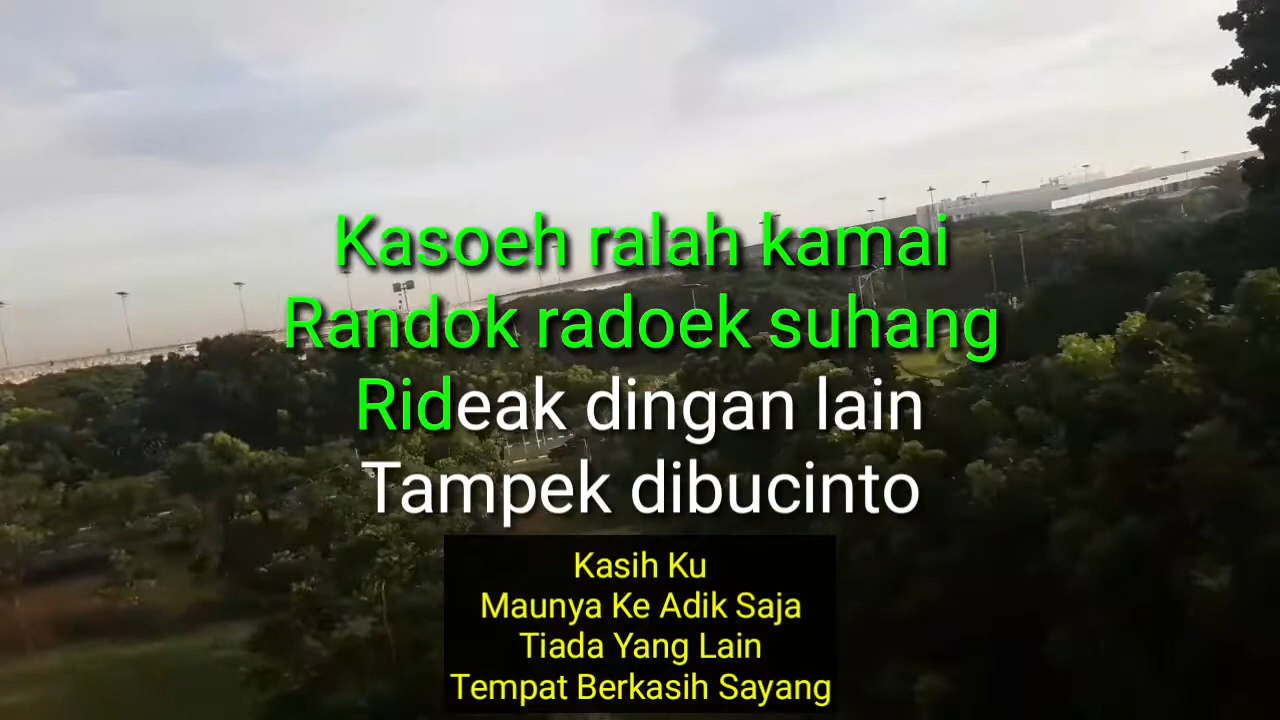 Kasoeh ralah kamai
Randok radoek suhang
Rideak dingan lain
Tampek dibucinto
Kasih Ku
Maunya Ke Adik Saja
Tiada Yang Lain
Tempat Berkasih Sayang